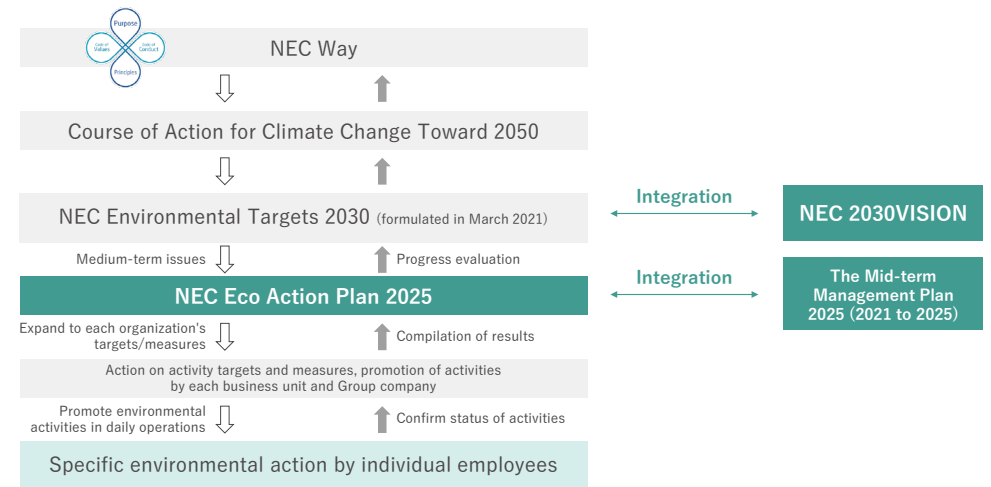 Purpose
Code of
Values
Code of
Conduct
Principles
NEC Way
Course of Action for Climate Change Toward 2050
NEC Environmental Targets 2030 (formulated in March 2021)
Integration
NEC 2030VISION
Medium-term issues
Progress evaluation
NEC Eco Action Plan 2025
Integration
The Mid-term
Management Plan
2025 (2021 to 2025)
Expand to each organization's
targets/measures
Compilation of results
Action on activity targets and measures, promotion of activities
by each business unit and Group company
Promote environmental
activities in daily operations
Confirm status of activities
Specific environmental action by individual employees